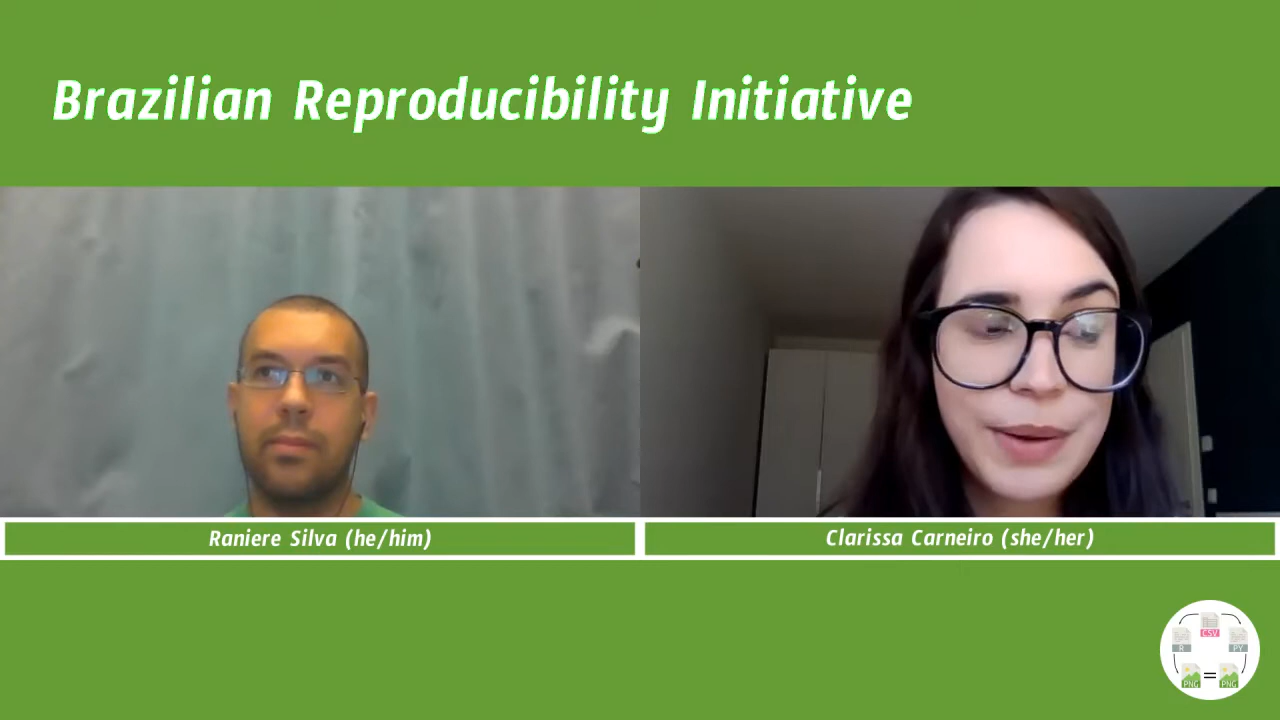 Brazilian Reproducibility Initiative
Raniere Silva (he/him)
Clarissa Carneiro (she/her)
CSV
R
PY
PNG
=
PNG